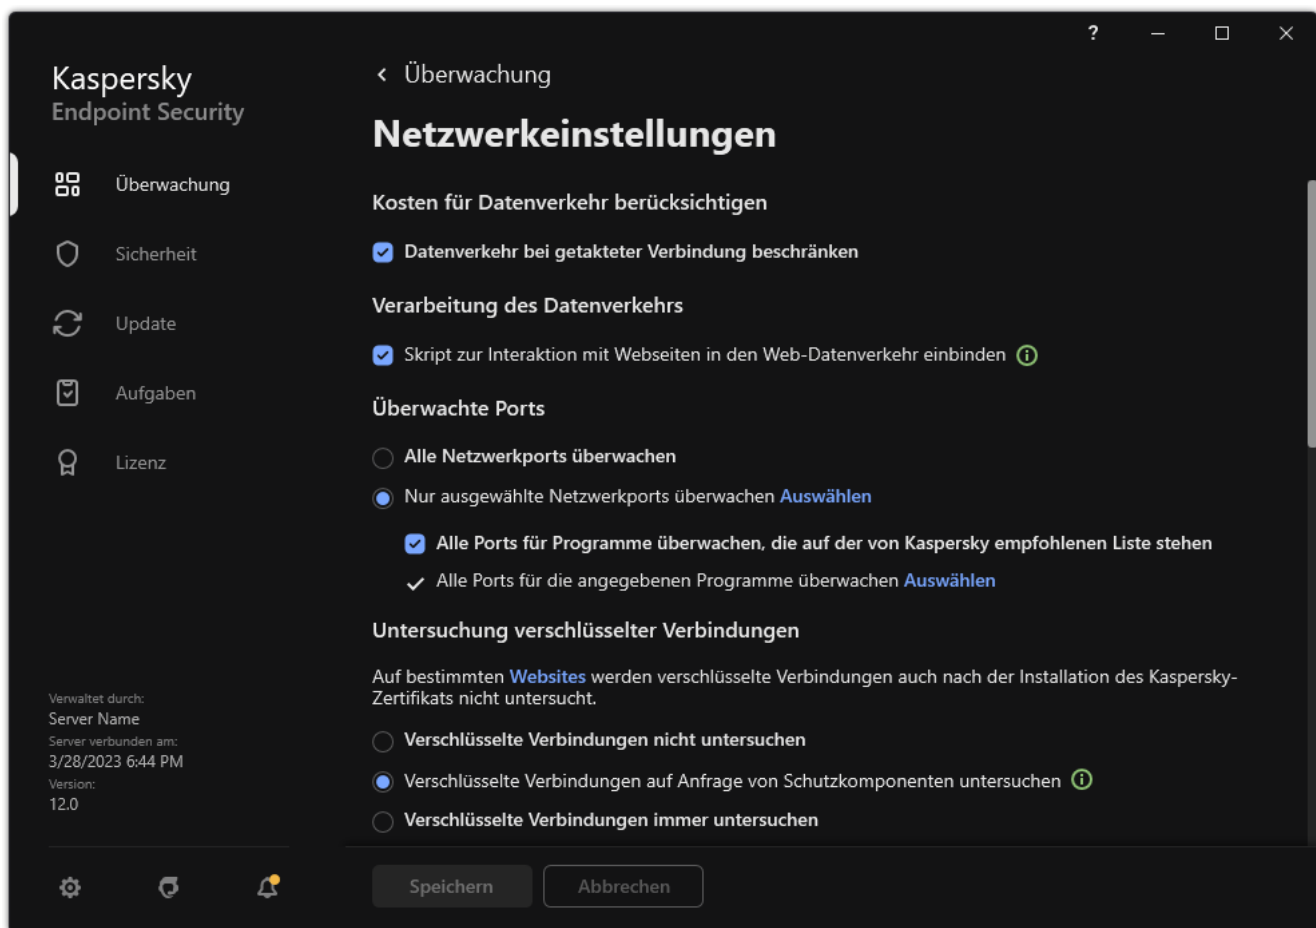 ?
Kaspersky
Endpoint Security
Überwachung
Sicherheit
Update
Aufgaben
Lizenz
Verwaltet durch:
Server Name
Server verbunden am:
3/28/2023 6:44 PM
Version:
12.0
Überwachung
Netzwerkeinstellungen
Kosten für Datenverkehr berücksichtigen
Datenverkehr bei getakteter Verbindung beschränken
Verarbeitung des Datenverkehrs
Skript zur Interaktion mit Webseiten in den Web-Datenverkehr einbinden
Überwachte Ports
Alle Netzwerkports überwachen
Nur ausgewählte Netzwerkports überwachen Auswählen
Alle Ports für Programme überwachen, die auf der von Kaspersky empfohlenen Liste stehen
Alle Ports für die angegebenen Programme überwachen Auswählen
Untersuchung verschlüsselter Verbindungen
Auf bestimmten Websites werden verschlüsselte Verbindungen auch nach der Installation des Kaspersky-
Zertifikats nicht untersucht.
Verschlüsselte Verbindungen nicht untersuchen
Verschlüsselte Verbindungen auf Anfrage von Schutzkomponenten untersuchen
Verschlüsselte Verbindungen immer untersuchen
Speichern
Abbrechen